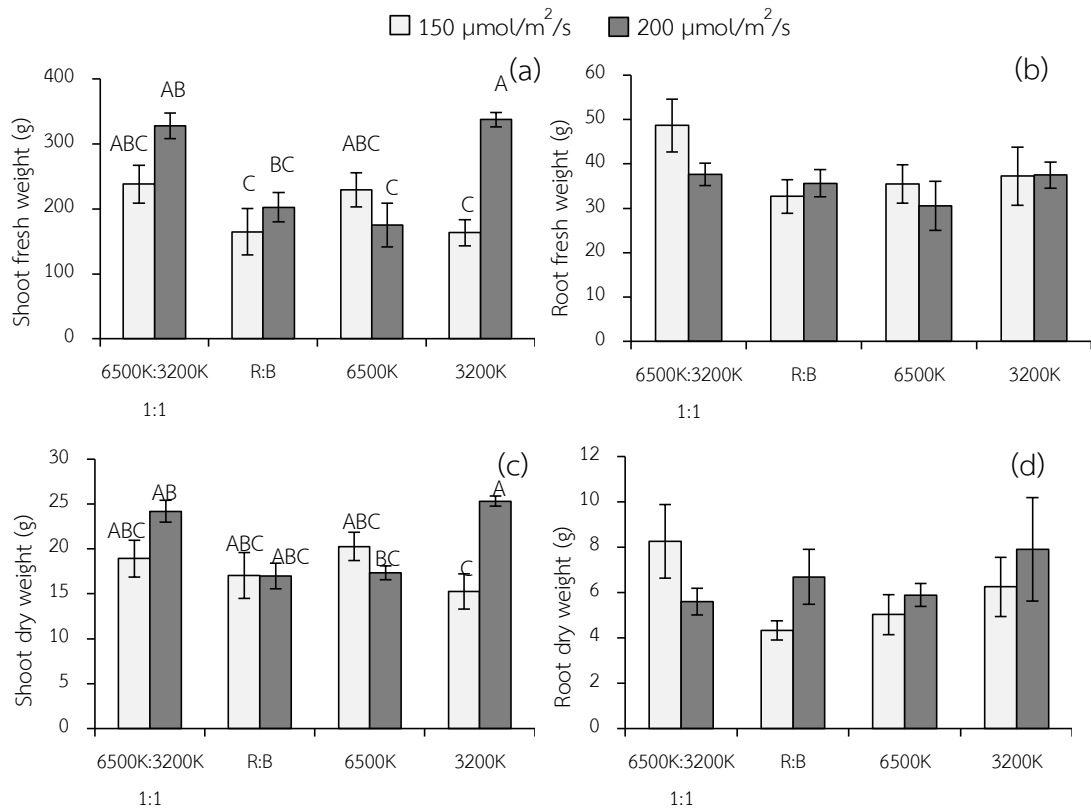 150 µmol/m²/s 200 µmol/m²/s
(a)
Shoot fresh weight (g)
400
300
200
100
0
ABC AB C BC ABC C C A
6500K:3200K R:B 6500K 3200K
1:1
(b)
Root fresh weight (g)
60
50
40
30
20
10
0
6500K:3200K R:B 6500K 3200K
1:1
(c)
Shoot dry weight (g)
30
25
20
15
10
5
0
ABC AB ABC ABC ABC BC C A
6500K:3200K R:B 6500K 3200K
1:1
(d)
Root dry weight (g)
12
10
8
6
4
2
0
6500K:3200K R:B 6500K 3200K
1:1